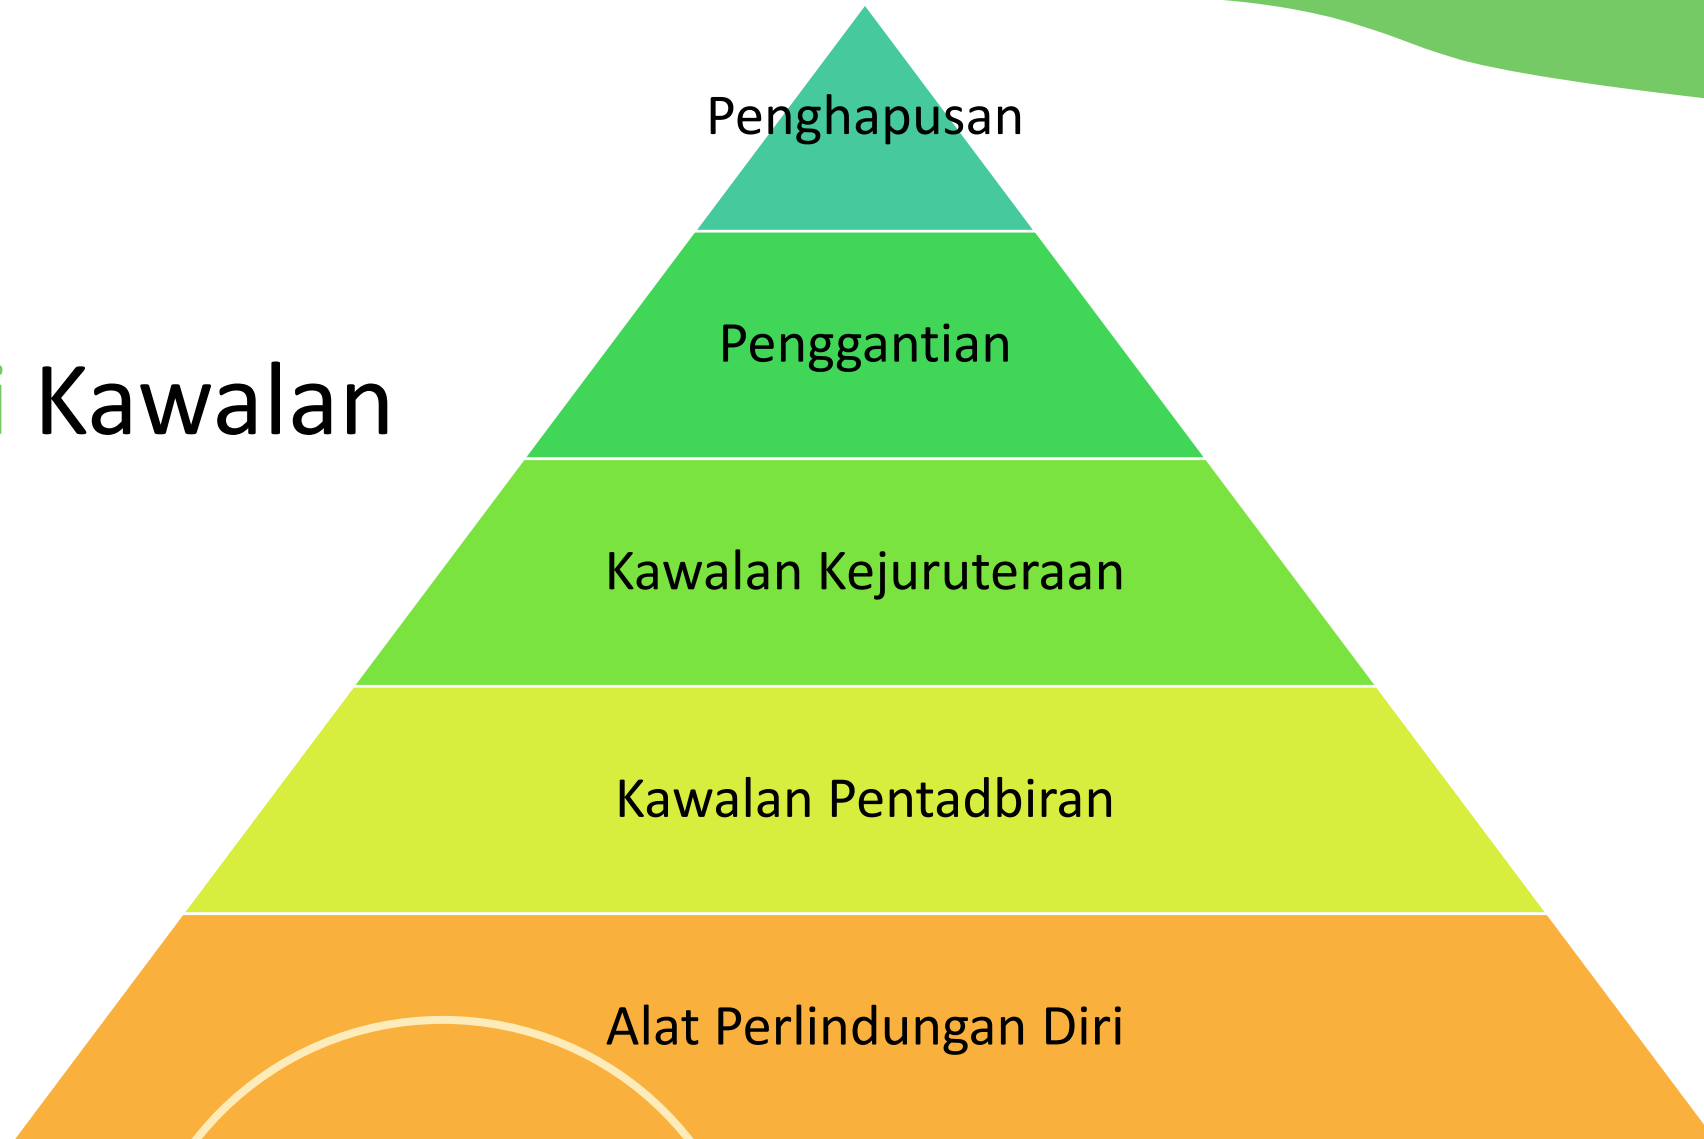 Penghapusan
Penggantian
i Kawalan
Kawalan Kejuruteraan
Kawalan Pentadbiran
Alat Perlindungan Diri